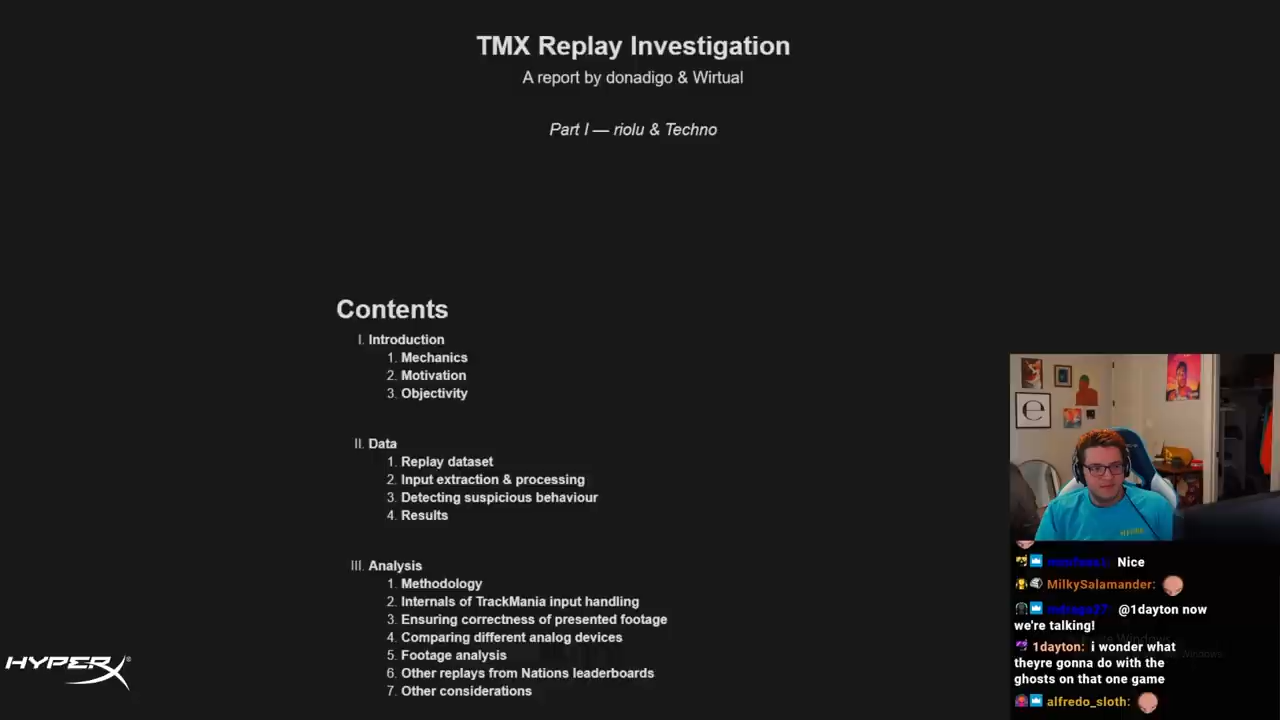 TMX Replay Investigation
A report by donadigo & Wirtual
Part I — riolu & Techno
Contents
I. Introduction
1. Mechanics
2. Motivation
3. Objectivity
II. Data
1. Replay dataset
2. Input extraction & processing
3. Detecting suspicious behaviour
4. Results
III. Analysis
1. Methodology
2. Internals of TrackMania input handling
3. Ensuring correctness of presented footage
4. Comparing different analog devices
5. Footage analysis
6. Other replays from Nations leaderboards
7. Other considerations
HYPERX®
e
Nice
MilkySalamander:
@1dayton now
we're talking!
1dayton: i wonder what
theyre gonna do with the
ghosts on that one game
alfredo_sloth: